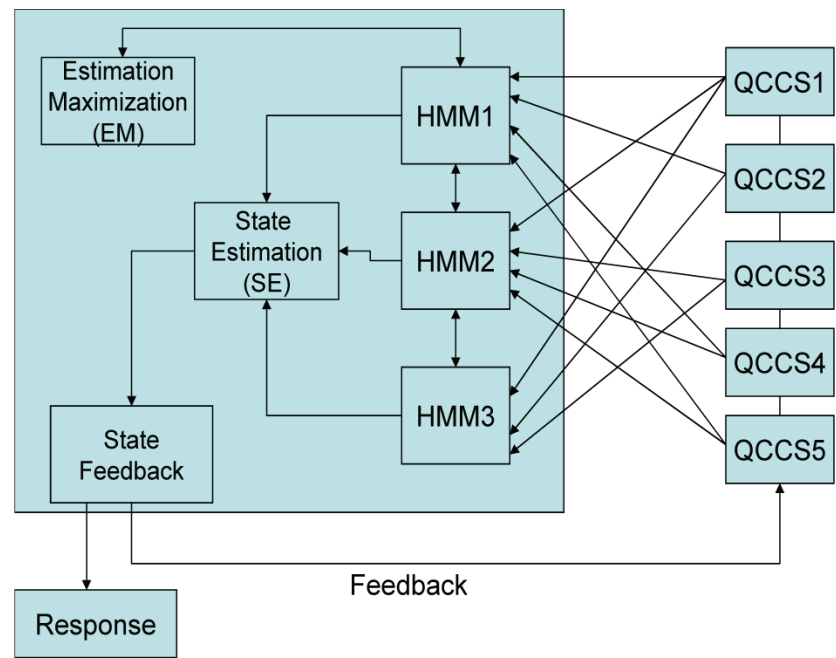 Estimation
Maximization
(EM)
HMM1
QCCS1
QCCS2
State
Estimation
(SE)
HMM2
QCCS3
QCCS4
HMM3
QCCS5
State
Feedback
Feedback
Response